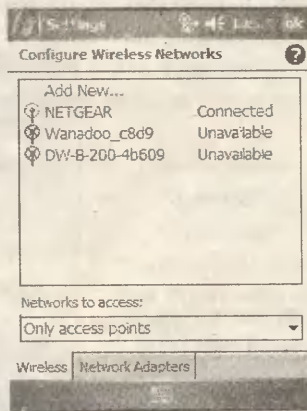 Settings
Configure Wireless Networks ?
Add New...
NETGEAR Connected
Wanadoo_c8d9 Unavailable
DW-B-200-4b609 Unavailable
Networks to access:
Only access points
Wireless Network Adapters